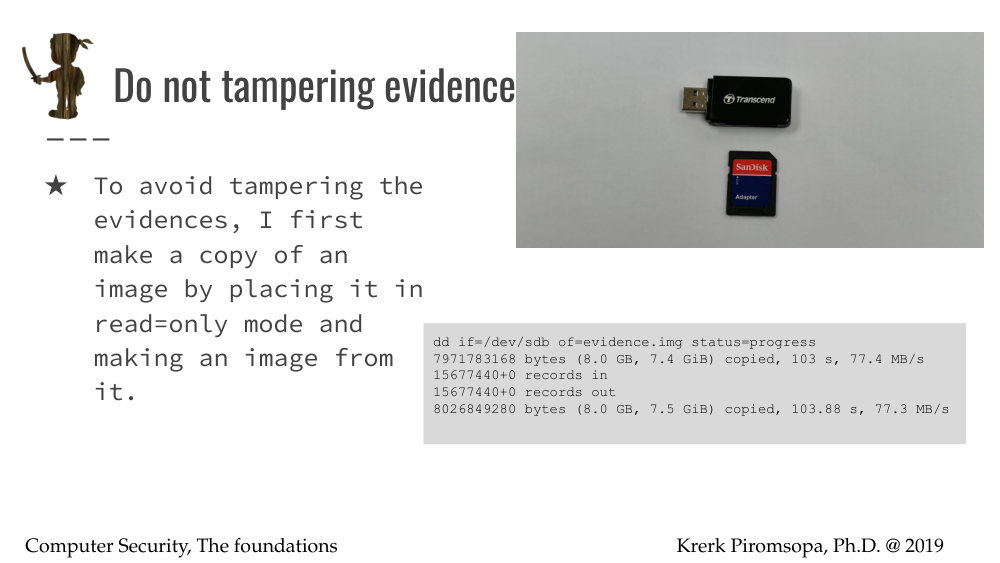 Do not tampering evidence
Transcend
SanDisk
Adapter
★ To avoid tampering the
evidences, I first
make a copy of an
image by placing it in
read=only mode and
making an image from
it.
dd if=/dev/sdb of=evidence.img status=progress
7971783168 bytes (8.0 GB, 7.4 GiB) copied, 103 s, 77.4 MB/s
15677440+0 records in
15677440+0 records out
8026849280 bytes (8.0 GB, 7.5 GiB) copied, 103.88 s, 77.3 MB/s
Computer Security, The foundations
Krerk Piromsopa, Ph.D. @ 2019